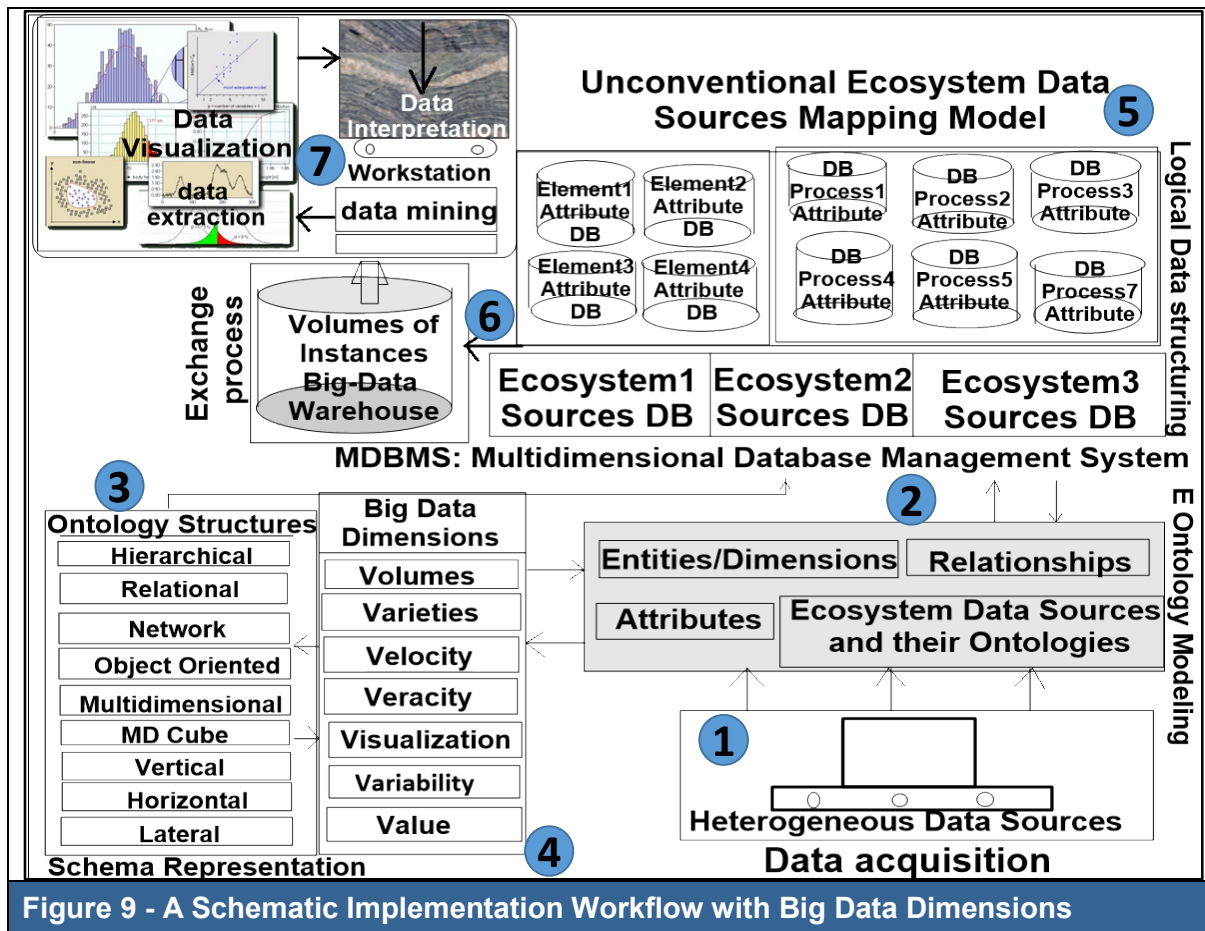 Data
Visualization
data
extraction
7
Data
Interpretation
Workstation
data mining
Unconventional Ecosystem Data
Sources Mapping Model
5
Element1
Attribute
DB
Element2
Attribute
DB
Element3
Attribute
DB
Element4
Attribute
DB
DB
Process1
Attribute
DB
Process2
Attribute
DB
Process3
Attribute
DB
Process4
Attribute
DB
Process5
Attribute
DB
Process7
Attribute
Logical Data structuring
Exchange
process
6
Volumes of
Instances
Big-Data
Warehouse
Ecosystem1
Sources DB
Ecosystem2
Sources DB
Ecosystem3
Sources DB
MDBMS: Multidimensional Database Management System
3
Ontology Structures
Hierarchical
Relational
Network
Object Oriented
Multidimensional
MD Cube
Vertical
Horizontal
Lateral
Schema Representation
Big Data
Dimensions
Volumes
Varieties
Velocity
Veracity
Visualization
Variability
Value
4
2
Entities/Dimensions
Relationships
Attributes
Ecosystem Data Sources
and their Ontologies
E Ontology Modeling
1
Heterogeneous Data Sources
Data acquisition
Figure 9 - A Schematic Implementation Workflow with Big Data Dimensions